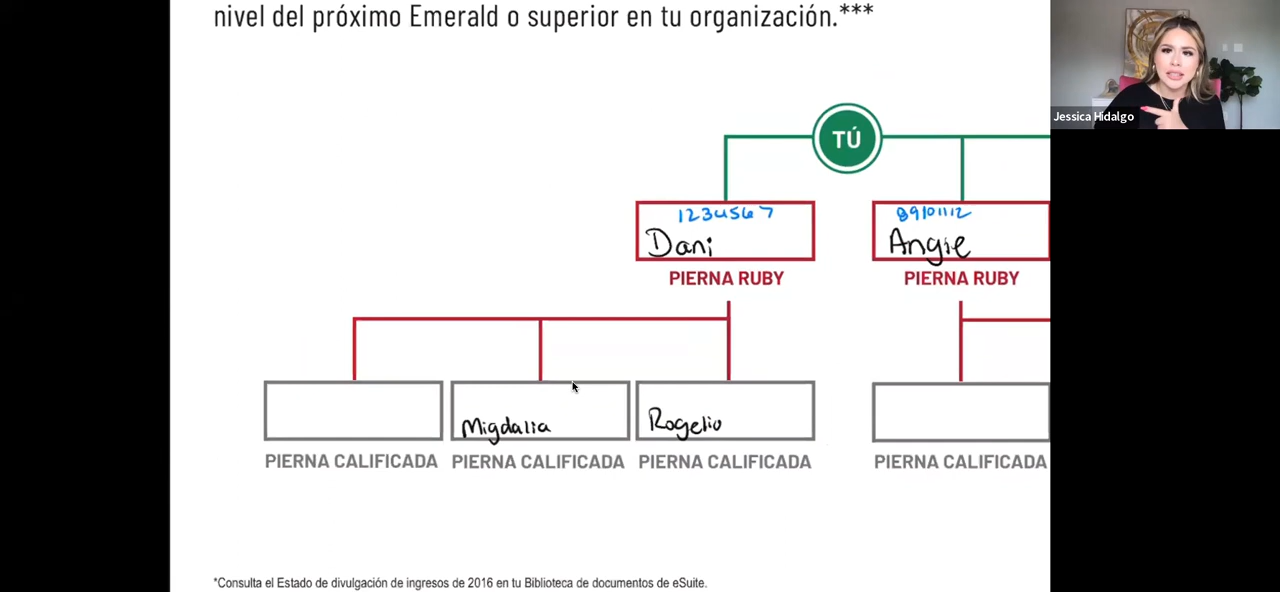 nivel del próximo Emerald o superior en tu organización.***
Jessica Hidalgo
TÚ
1234567
89101112
Dani
Angie
PIERNA RUBY
PIERNA RUBY
Migdalia
Rogelio
PIERNA CALIFICADA
PIERNA CALIFICADA
PIERNA CALIFICADA
PIERNA CALIFICADA
*Consulta el Estado de divulgación de ingresos de 2016 en tu Biblioteca de documentos de eSuite.